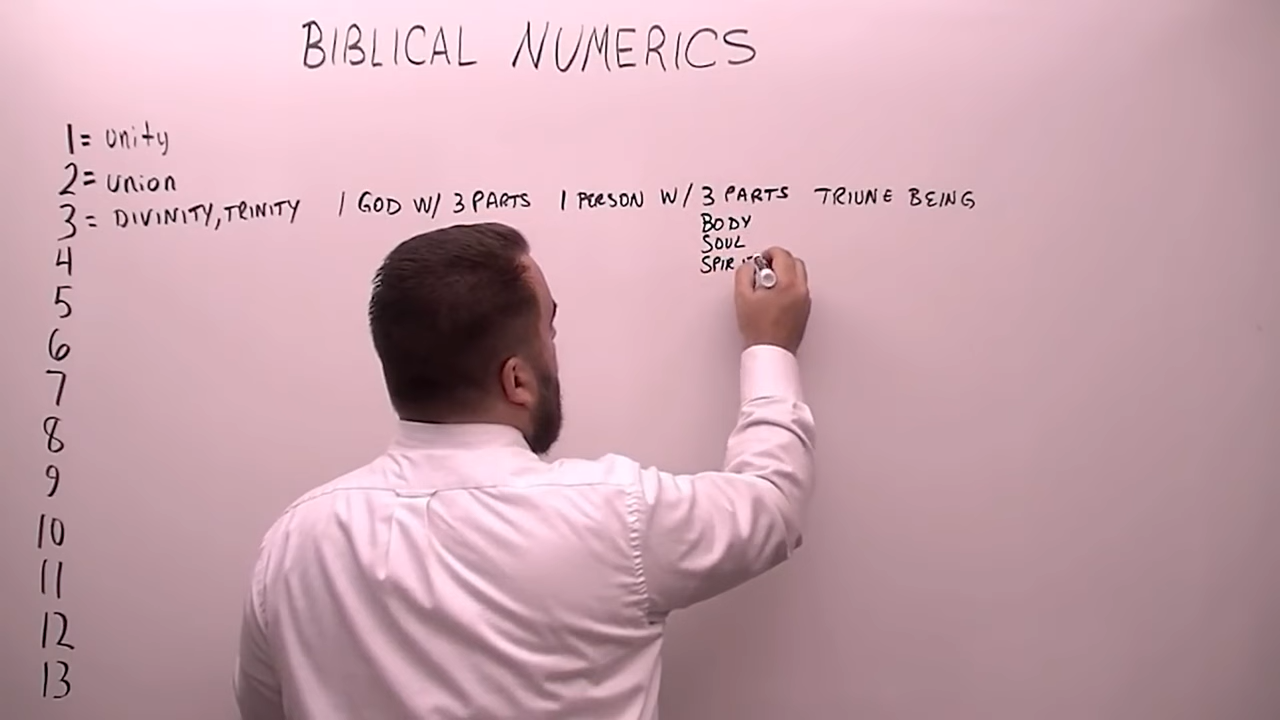 BIBLICAL NUMERICS
1 = unity
2 = union
3 = DIVINITY, TRINITY 1 GOD W/ 3 PARTS 1 PERSON W/ 3 PARTS TRIUNE BEING
BODY
SOUL
4
5
6
7
8
9
10
11
12
13